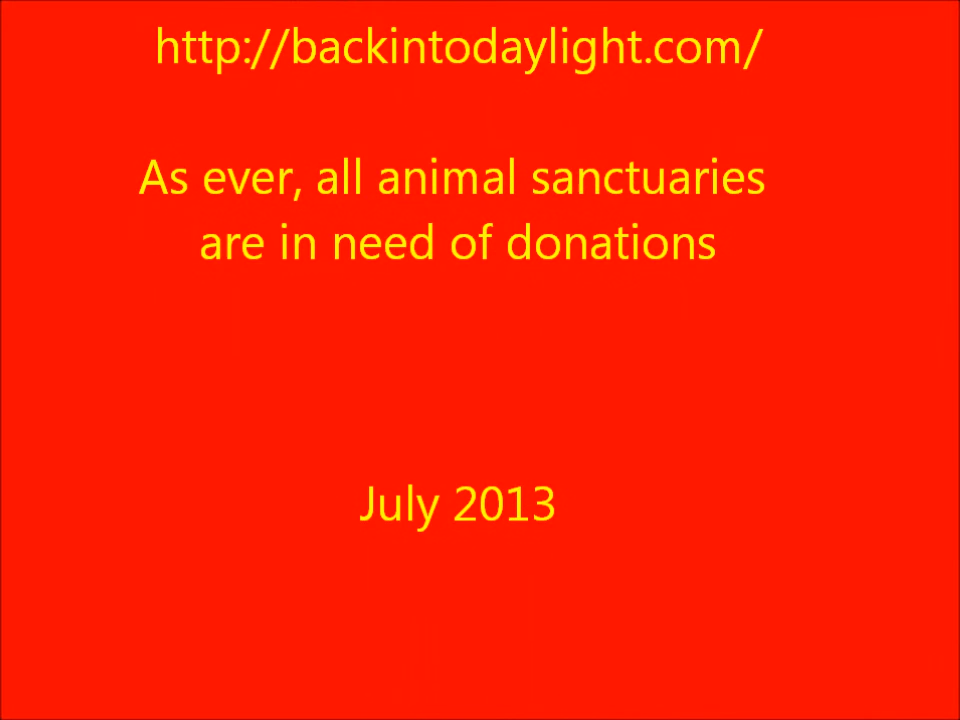 http://backintodaylight.com/
As ever, all animal sanctuaries
are in need of donations
July 2013